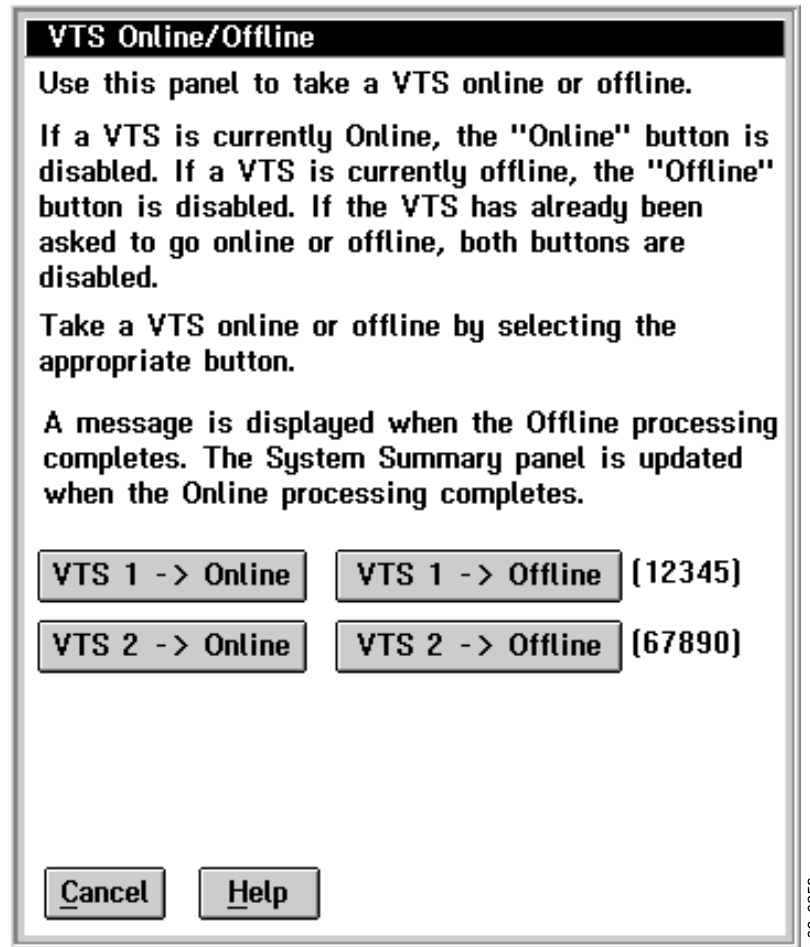 VTS Online/Offline
Use this panel to take a VTS online or offline.
If a VTS is currently Online, the "Online" button is
disabled. If a VTS is currently offline, the "Offline"
button is disabled. If the VTS has already been
asked to go online or offline, both buttons are
disabled.
Take a VTS online or offline by selecting the
appropriate button.
A message is displayed when the Offline processing
completes. The System Summary panel is updated
when the Online processing completes.
VTS 1 -> Online VTS 1 -> Offline (12345)
VTS 2 -> Online VTS 2 -> Offline (67890)
Cancel Help